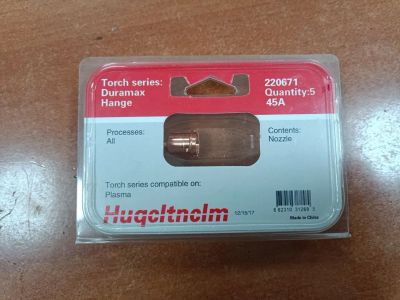 Torch series:
Duramax
Hange
220671
Quantity:5
45A
Processes:
All
Contents:
Nozzle
Torch series compatible on:
Plasma
Huqeltnelm
12/15/17
Made in China